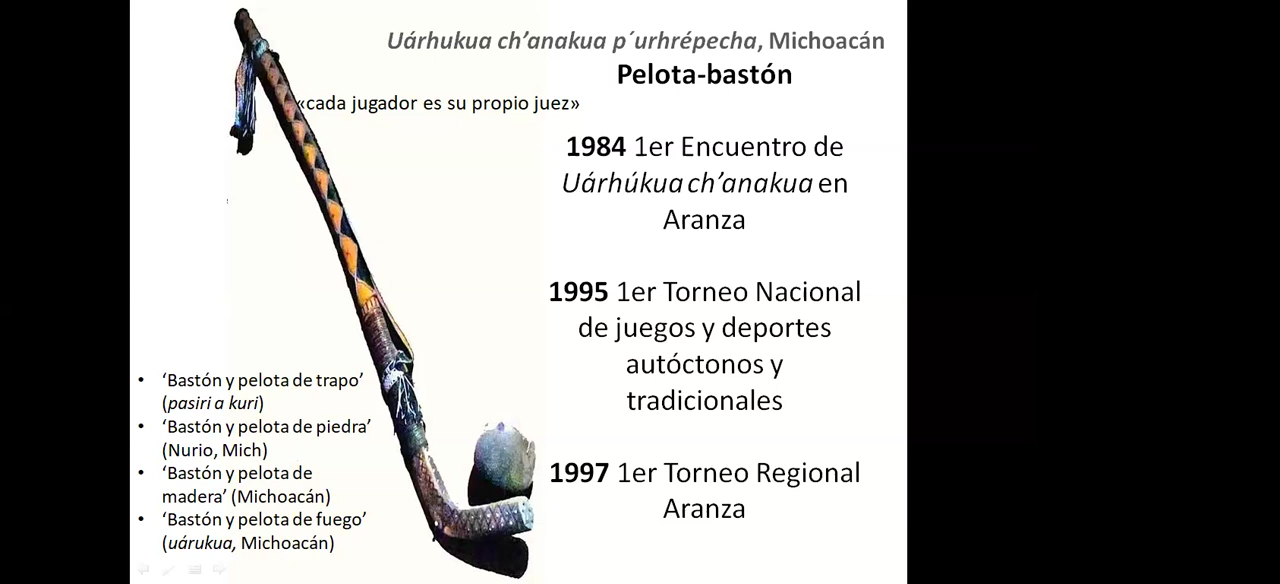 Uárhukua ch’anakua p´urhrépecha, Michoacán
Pelota-bastón
«cada jugador es su propio juez»
1984 1er Encuentro de
Uárhúkua ch’anakua en
Aranza
1995 1er Torneo Nacional
de juegos y deportes
autóctonos y
tradicionales
1997 1er Torneo Regional
Aranza
• ‘Bastón y pelota de trapo’
(pasiri a kuri)
• ‘Bastón y pelota de piedra’
(Nurio, Mich)
• ‘Bastón y pelota de
madera’ (Michoacán)
• ‘Bastón y pelota de fuego’
(uárukua, Michoacán)